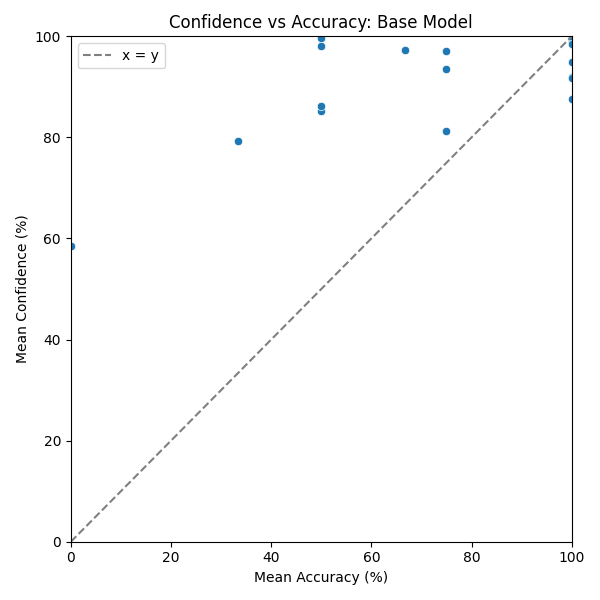 Confidence vs Accuracy: Base Model
x = y
Mean Confidence (%)
100
80
60
40
20
0
0 20 40 60 80 100
Mean Accuracy (%)